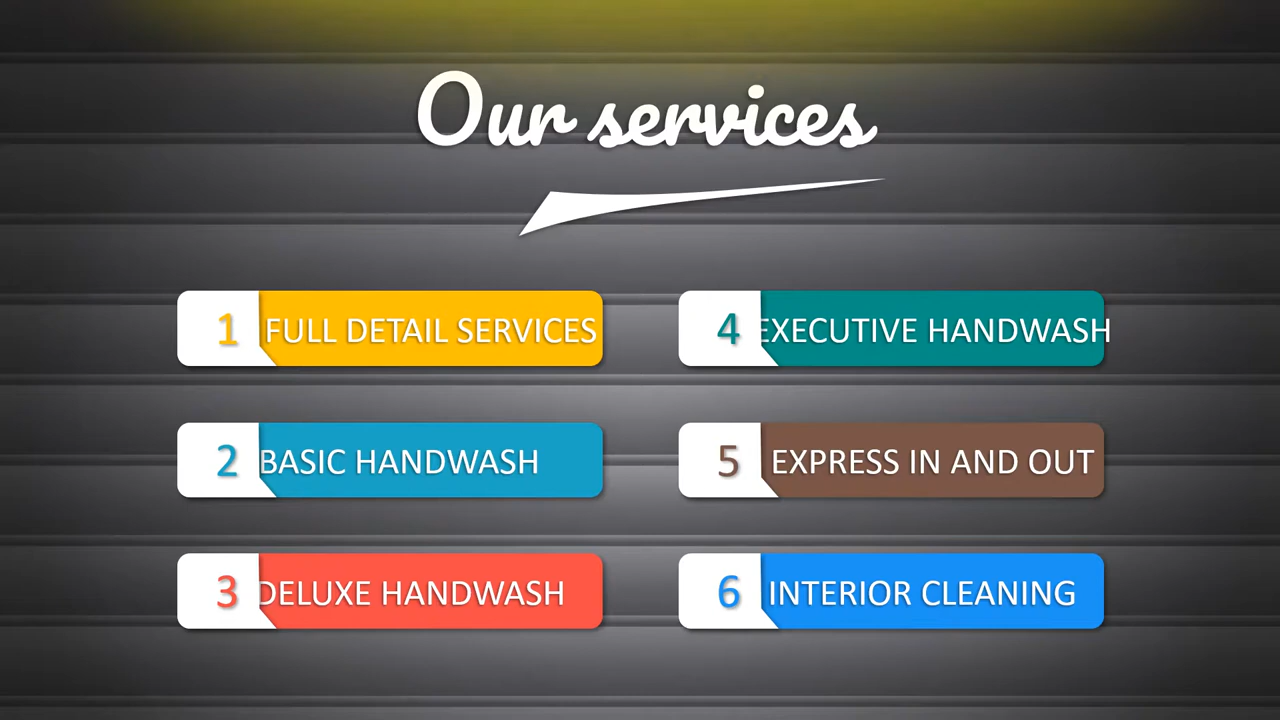 Our services
1 FULL DETAIL SERVICES
2 BASIC HANDWASH
3 DELUXE HANDWASH
4 EXECUTIVE HANDWASH
5 EXPRESS IN AND OUT
6 INTERIOR CLEANING